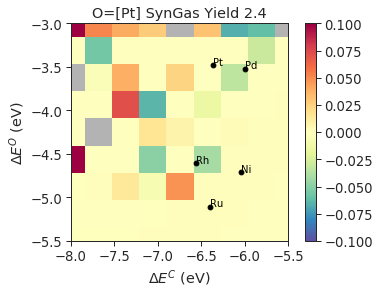 O=[Pt] SynGas Yield 2.4
−3.0
−3.5
−4.0
−4.5
−5.0
−5.5
ΔE^O (eV)
−8.0 −7.5 −7.0 −6.5 −6.0 −5.5
ΔE^C (eV)
Pt
Pd
Rh
Ni
Ru
0.100
0.075
0.050
0.025
0.000
−0.025
−0.050
−0.075
−0.100